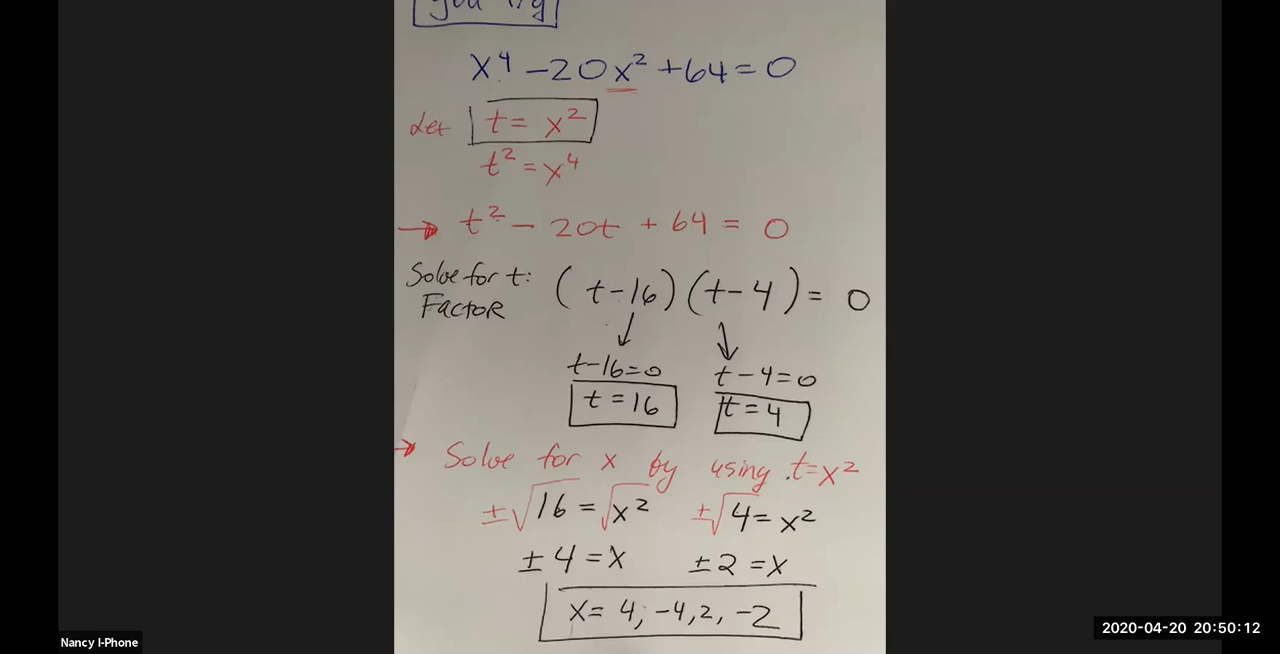 you try
x⁴ -20x² +64=0
Let t= x²
t² = x⁴
→ t² - 20t + 64 = 0
Solve for t: (t-16)(t-4) = 0
FACTOR
t-16=0 t-4=0
t=16 t=4
→ Solve for x by using t=x²
±√16 = √x² ±√4 = x²
±4 = x ±2 = x
x= 4, -4, 2, -2
Nancy I-Phone
2020-04-20 20:50:12